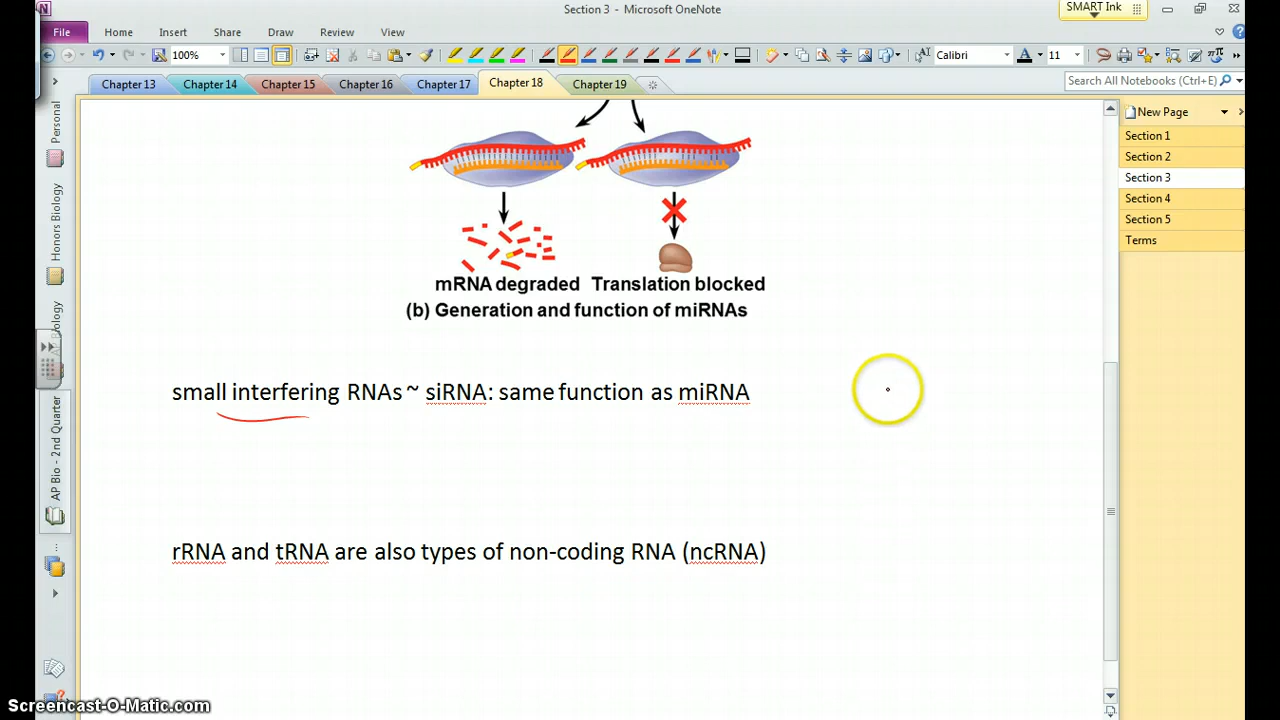 Section 3 - Microsoft OneNote
SMART Ink
File Home Insert Share Draw Review View
100% Calibri 11
Chapter 13 Chapter 14 Chapter 15 Chapter 16 Chapter 17 Chapter 18 Chapter 19
Search All Notebooks (Ctrl+E)
New Page
Section 1
Section 2
Section 3
Section 4
Section 5
Terms
Personal
Honors Biology
Biology
AP Bio - 2nd Quarter
mRNA degraded Translation blocked
(b) Generation and function of miRNAs
small interfering RNAs ~ siRNA: same function as miRNA
rRNA and tRNA are also types of non-coding RNA (ncRNA)
Screencast-O-Matic.com